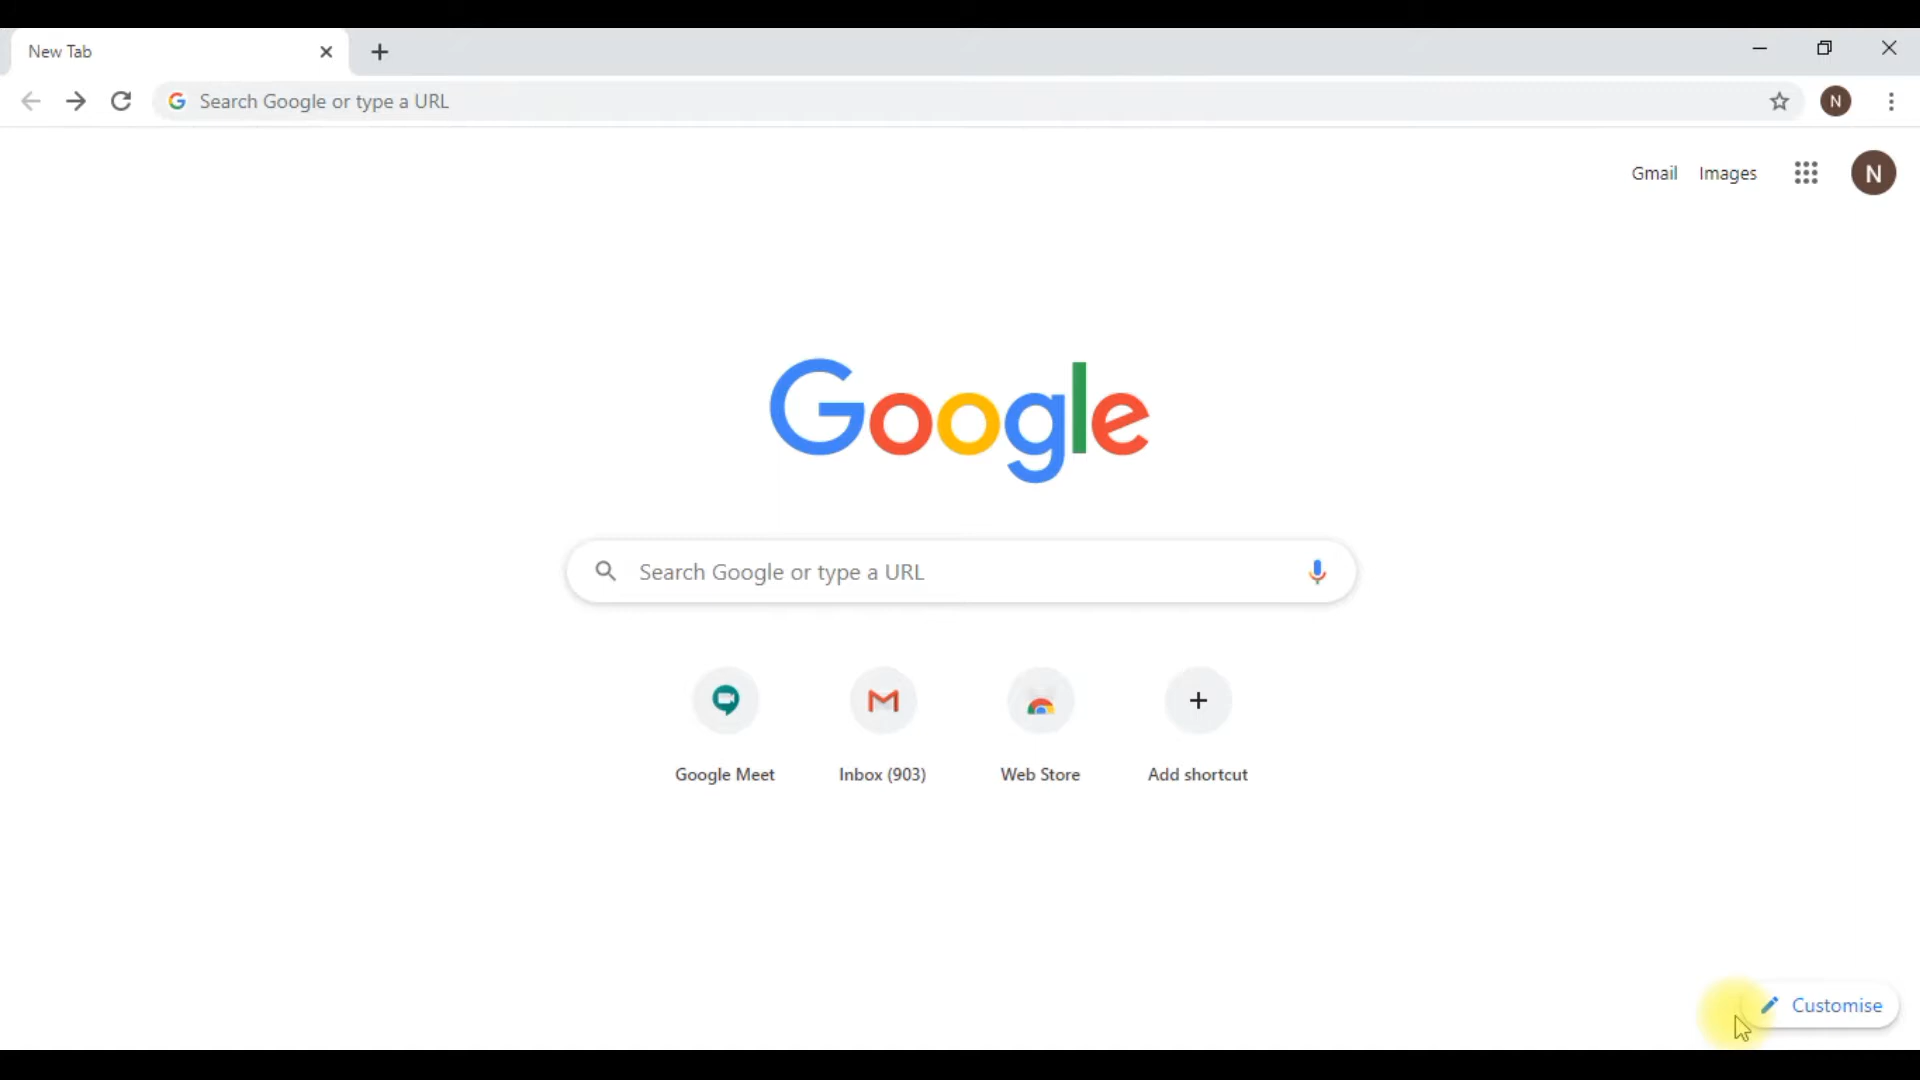 New Tab
Search Google or type a URL
N
Gmail Images
N
Google
Search Google or type a URL
Google Meet
Inbox (903)
Web Store
Add shortcut
Customise